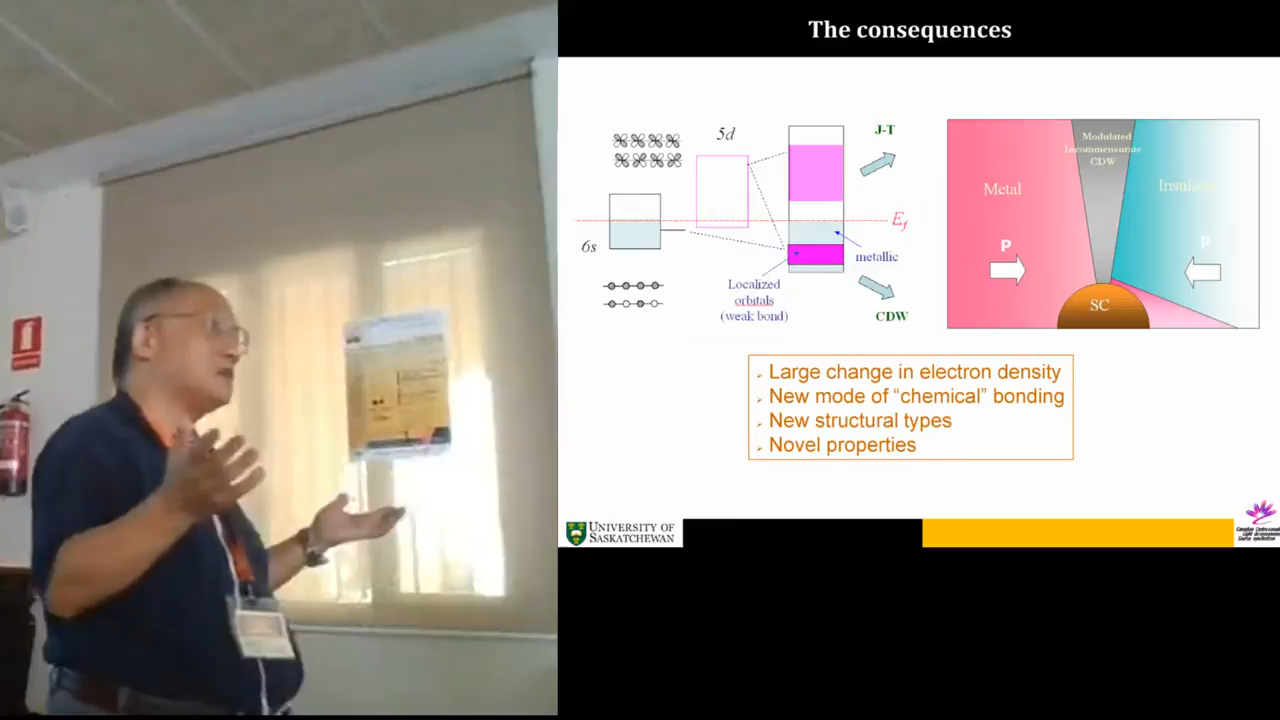 The consequences
5d
6s
J-T
Ef
metallic
Localized
orbitals
(weak bond)
CDW
Metal
Modulated
Incommensurate
CDW
P
P
SC
➢ Large change in electron density
➢ New mode of “chemical” bonding
➢ New structural types
➢ Novel properties
UNIVERSITY OF
SASKATCHEWAN